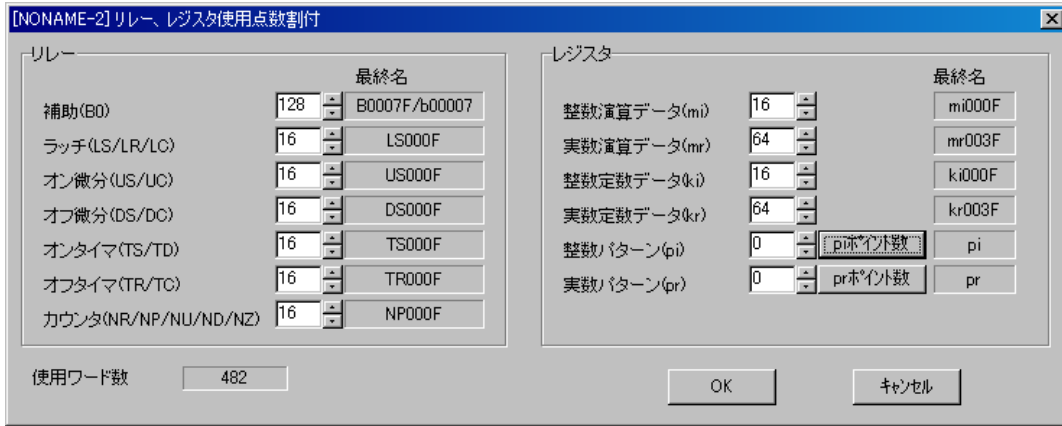 [NONAME-2] リレー、レジスタ使用点数割付
リレー
最終名
補助(B0) 128 B0007F/b00007
ラッチ(LS/LR/LC) 16 LS000F
オン微分(US/UC) 16 US000F
オフ微分(DS/DC) 16 DS000F
オンタイマ(TS/TD) 16 TS000F
オフタイマ(TR/TC) 16 TR000F
カウンタ(NR/NP/NU/ND/NZ) 16 NP000F
使用ワード数 482
レジスタ
最終名
整数演算データ(mi) 16 mi000F
実数演算データ(mr) 64 mr003F
整数定数データ(ki) 16 ki000F
実数定数データ(kr) 64 kr003F
整数パターン(pi) 0 piポイント数 pi
実数パターン(pr) 0 prポイント数 pr
OK キャンセル